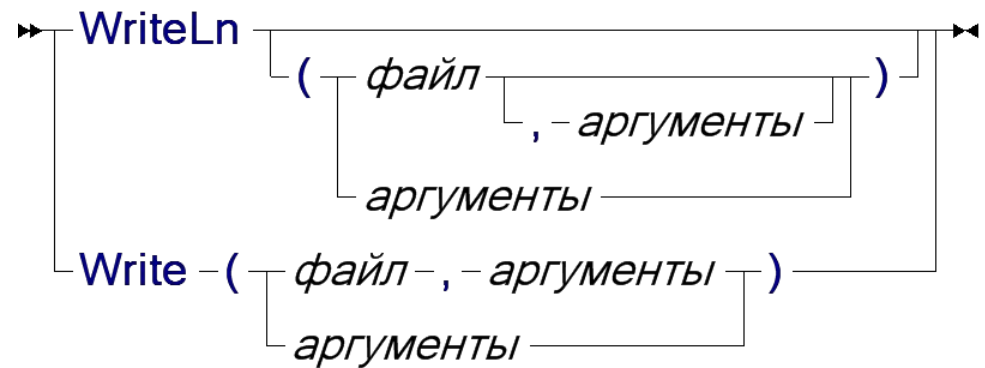 WriteLn
( файл )
, аргументы
аргументы
Write ( файл , аргументы )
аргументы